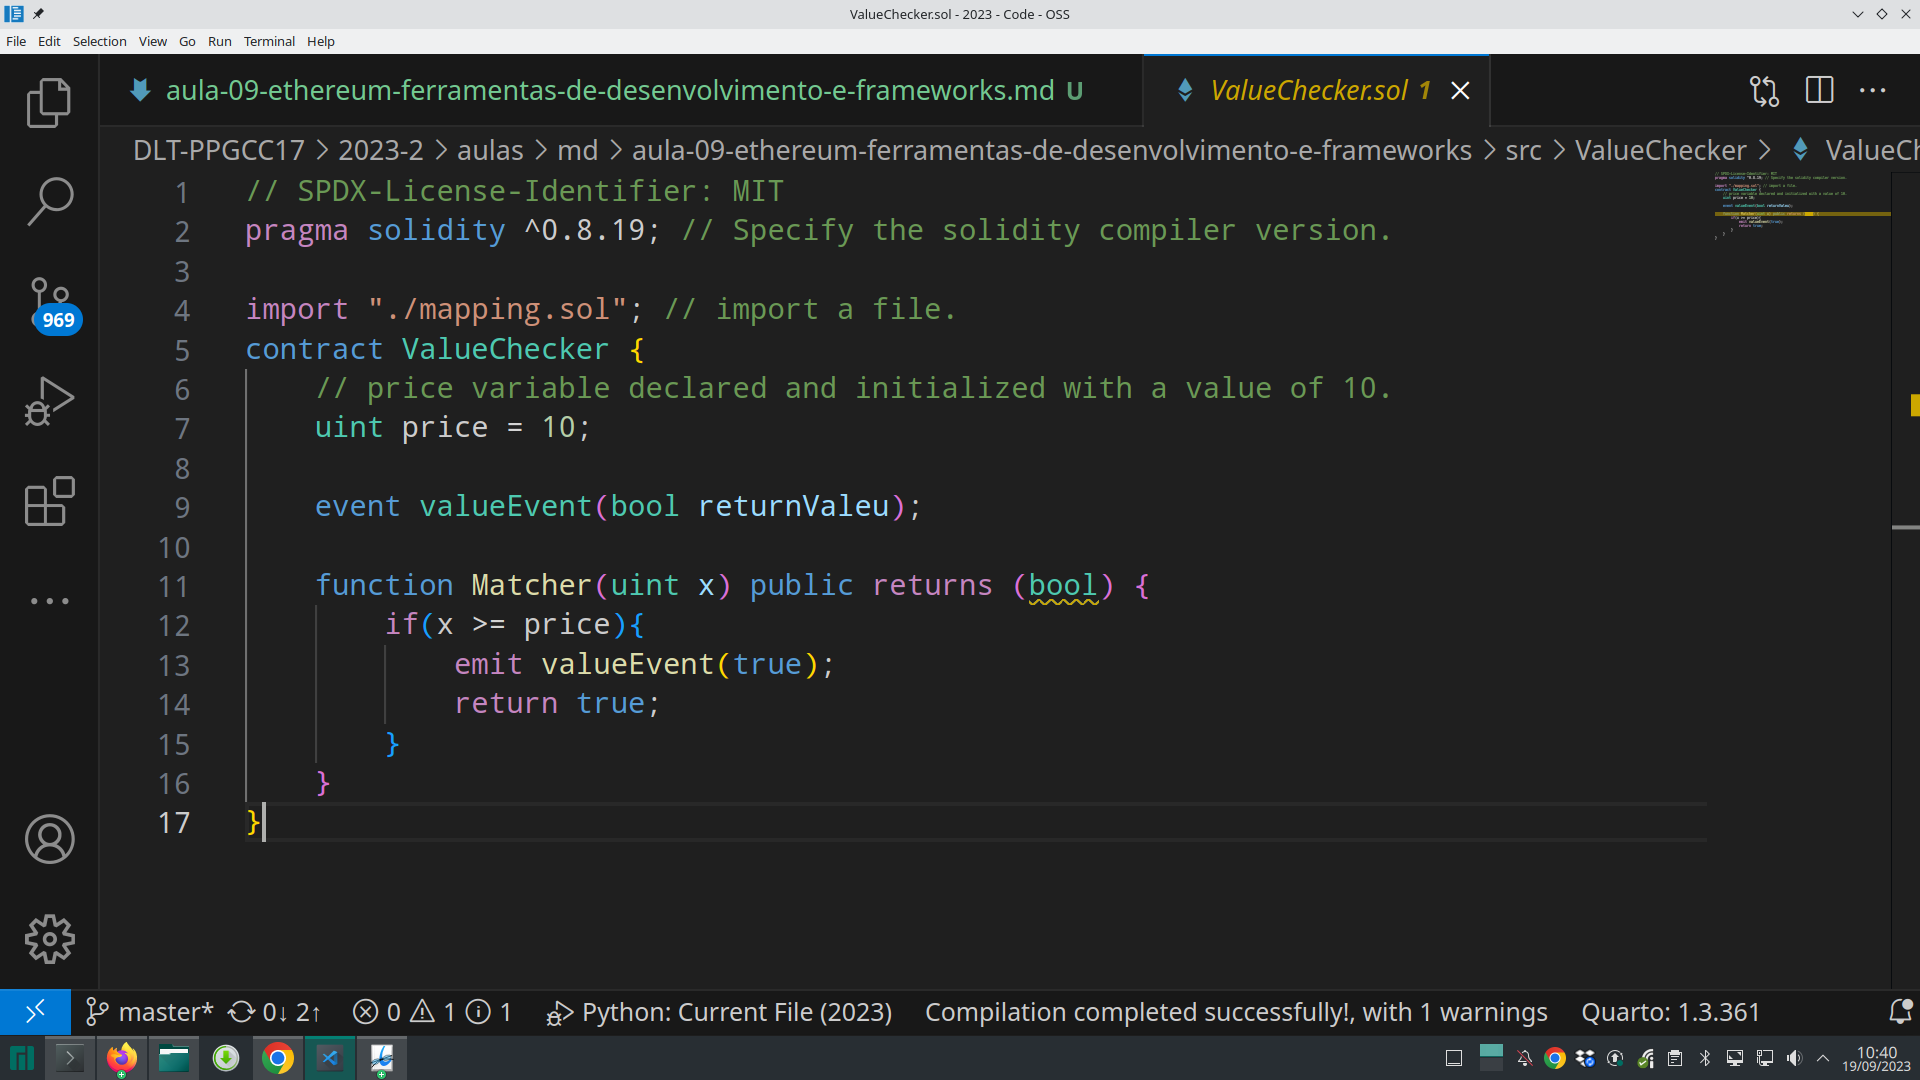 ValueChecker.sol - 2023 - Code - OSS
File Edit Selection View Go Run Terminal Help
aula-09-ethereum-ferramentas-de-desenvolvimento-e-frameworks.md U ValueChecker.sol 1
DLT-PPGCC17 > 2023-2 > aulas > md > aula-09-ethereum-ferramentas-de-desenvolvimento-e-frameworks > src > ValueChecker > ValueCh
1 // SPDX-License-Identifier: MIT
2 pragma solidity ^0.8.19; // Specify the solidity compiler version.
3
4 import "./mapping.sol"; // import a file.
5 contract ValueChecker {
6 // price variable declared and initialized with a value of 10.
7 uint price = 10;
8
9 event valueEvent(bool returnValeu);
10
11 function Matcher(uint x) public returns (bool) {
12 if(x >= price){
13 emit valueEvent(true);
14 return true;
15 }
16 }
17 }
969
master* 0↓ 2↑ 0 1 1 Python: Current File (2023) Compilation completed successfully!, with 1 warnings Quarto: 1.3.361
10:40
19/09/2023